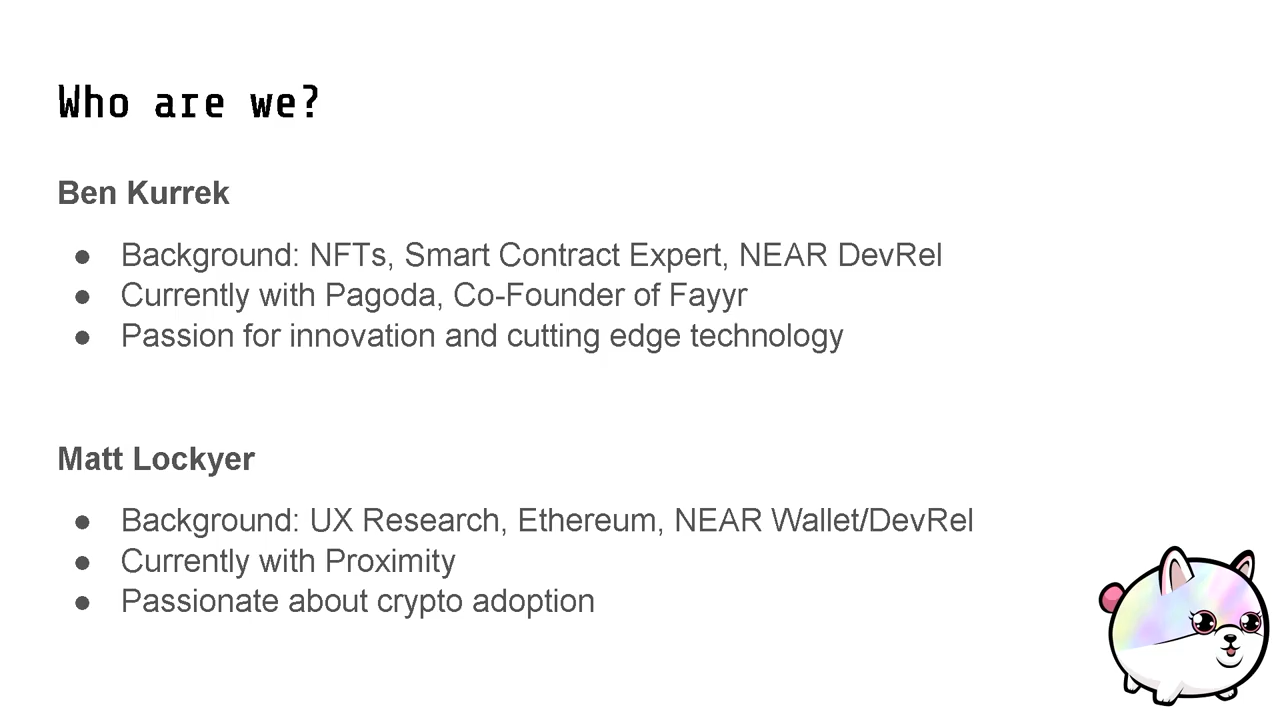 Who are we?
Ben Kurrek
● Background: NFTs, Smart Contract Expert, NEAR DevRel
● Currently with Pagoda, Co-Founder of Fayyr
● Passion for innovation and cutting edge technology
Matt Lockyer
● Background: UX Research, Ethereum, NEAR Wallet/DevRel
● Currently with Proximity
● Passionate about crypto adoption